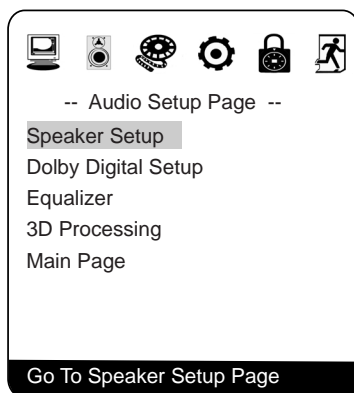 -- Audio Setup Page --
Speaker Setup
Dolby Digital Setup
Equalizer
3D Processing
Main Page
Go To Speaker Setup Page